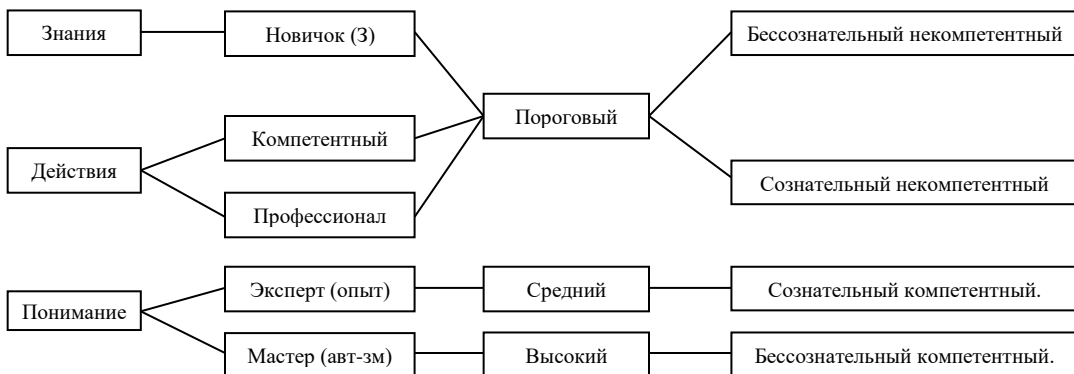 Знания
Новичок (З)
Бессознательный некомпетентный
Пороговый
Компетентный
Действия
Сознательный некомпетентный
Профессионал
Эксперт (опыт)
Средний
Сознательный компетентный.
Понимание
Мастер (авт-зм)
Высокий
Бессознательный компетентный.